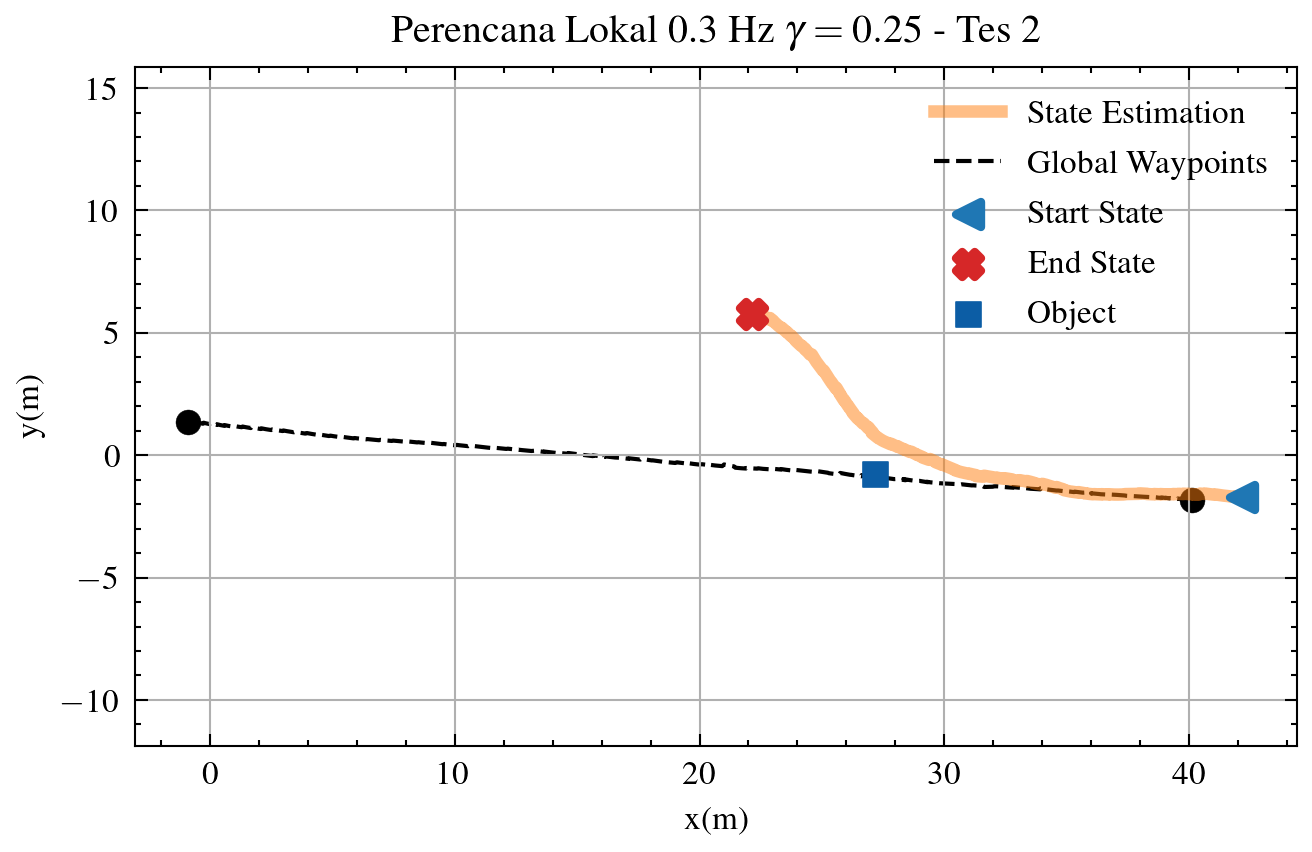 Perencana Lokal 0.3 Hz γ = 0.25 - Tes 2
15
10
5
0
−5
−10
y(m)
State Estimation
Global Waypoints
Start State
End State
Object
0
10
20
30
40
x(m)